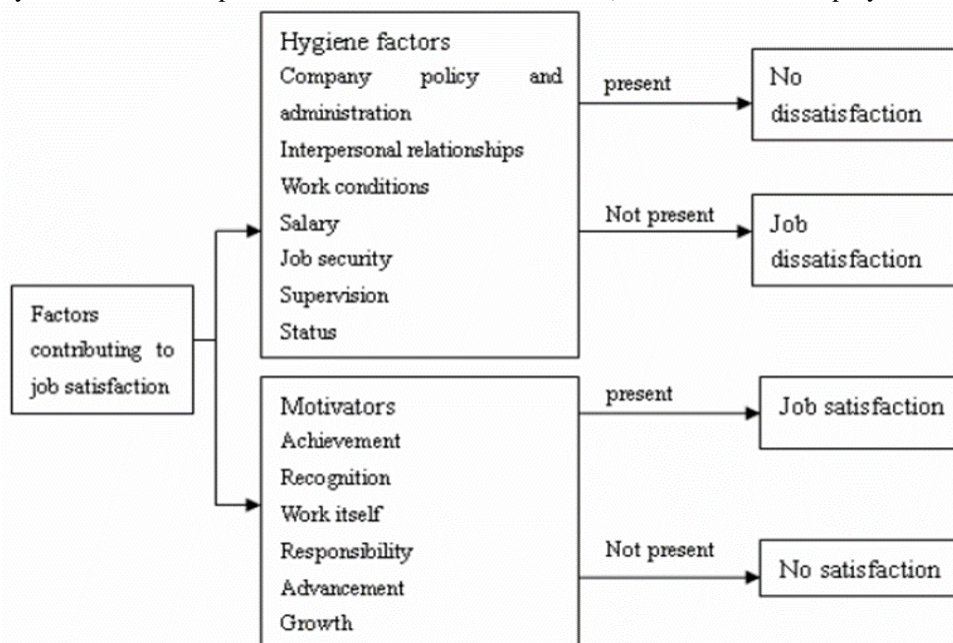 Factors
contributing to
job satisfaction
Hygiene factors
Company policy and
administration
Interpersonal relationships
Work conditions
Salary
Job security
Supervision
Status
present
No
dissatisfaction
Not present
Job
dissatisfaction
Motivators
Achievement
Recognition
Work itself
Responsibility
Advancement
Growth
present
Job satisfaction
Not present
No satisfaction